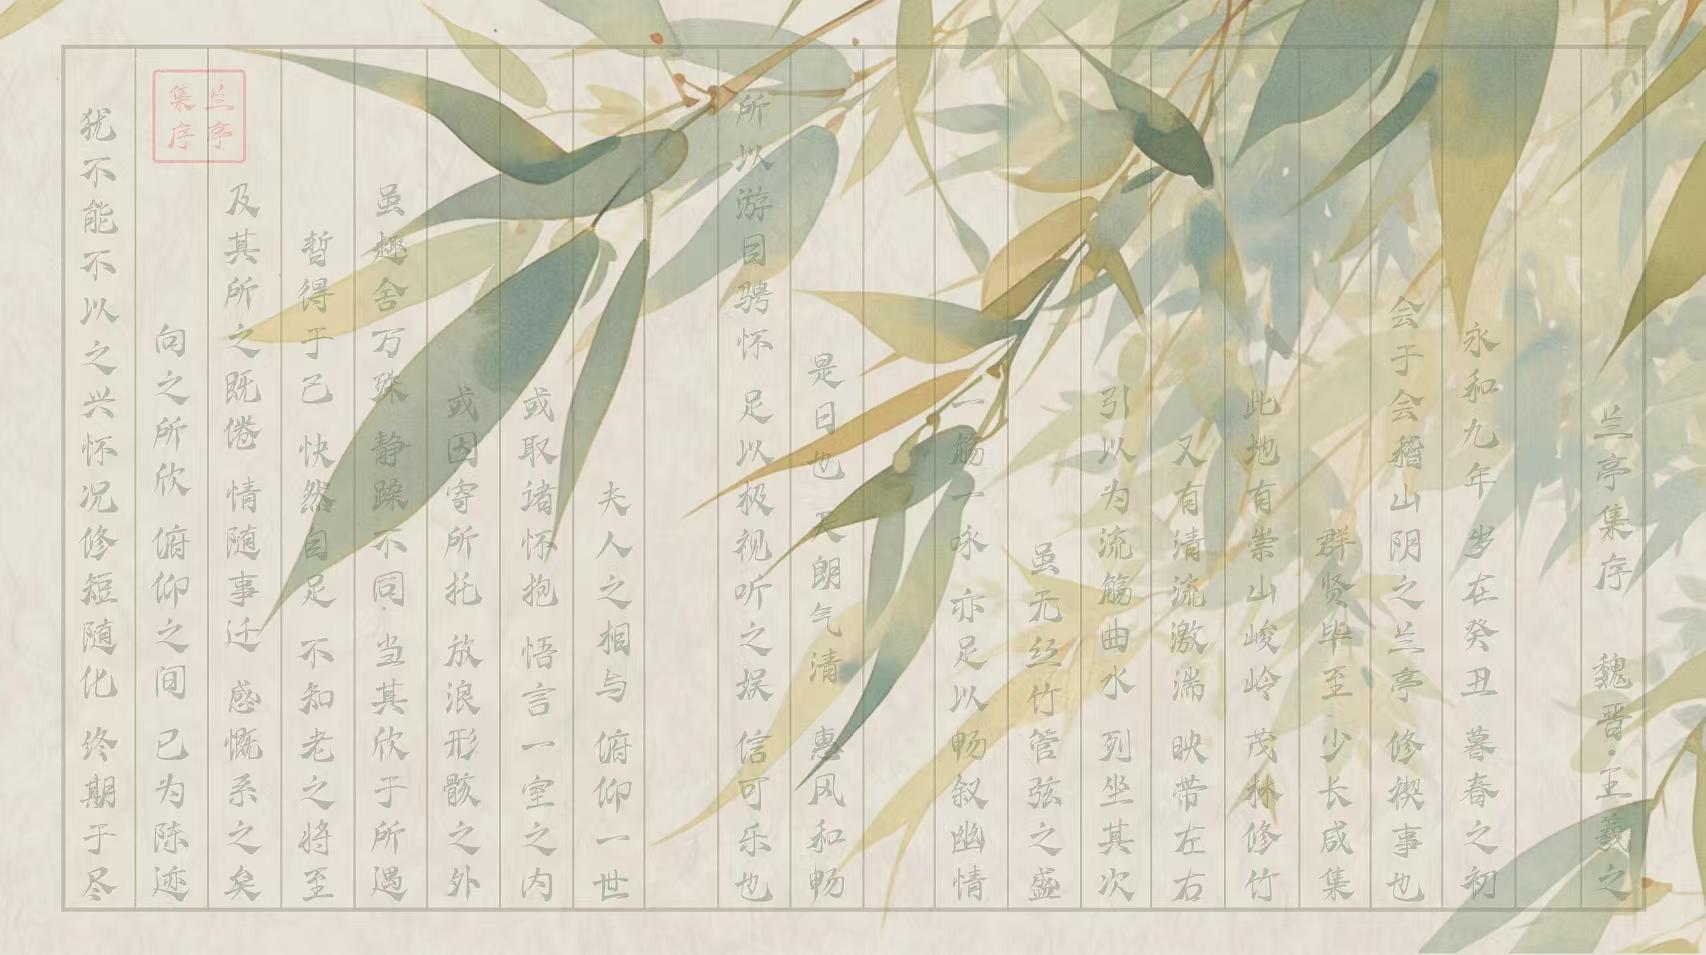 兰亭集序 魏晋·王羲之
永和九年 岁在癸丑 暮春之初
会于会稽山阴之兰亭 修禊事也
群贤毕至 少长咸集
此地有崇山峻岭 茂林修竹
又有清流激湍 映带左右
引以为流觞曲水 列坐其次
虽无丝竹管弦之盛
一觞一咏 亦足以畅叙幽情
是日也 天朗气清 惠风和畅
所以游目骋怀 足以极视听之娱 信可乐也
夫人之相与 俯仰一世
或取诸怀抱 悟言一室之内
或因寄所托 放浪形骸之外
虽趣舍万殊 静躁不同·当其欣于所遇
暂得于己 快然自足 不知老之将至
及其所之既倦 情随事迁 感慨系之矣
向之所欣 俯仰之间 已为陈迹
犹不能不以之兴怀况修短随化 终期于尽
兰亭
集序